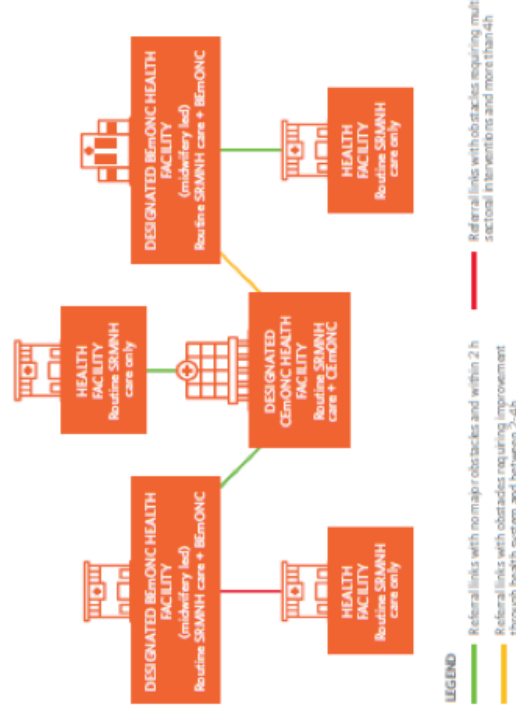 DESIGNATED BEmONC HEALTH
FACILITY
(midwifery led)
Routine SRMNH care + BEmONC
HEALTH
FACILITY
Routine SRMNH
care only
DESIGNATED BEmONC HEALTH
FACILITY
(midwifery led)
Routine SRMNH care + BEmONC
DESIGNATED
CEmONC HEALTH
FACILITY
Routine SRMNH
care + CEmONC
HEALTH
FACILITY
Routine SRMNH
care only
HEALTH
FACILITY
Routine SRMNH
care only
LEGEND
Referral links with no major obstacles and within 2 h
Referral links with obstacles requiring improvement
through health system and between 2-4h
Referral links with obstacles requiring multi
sectoral interventions and more than 4h